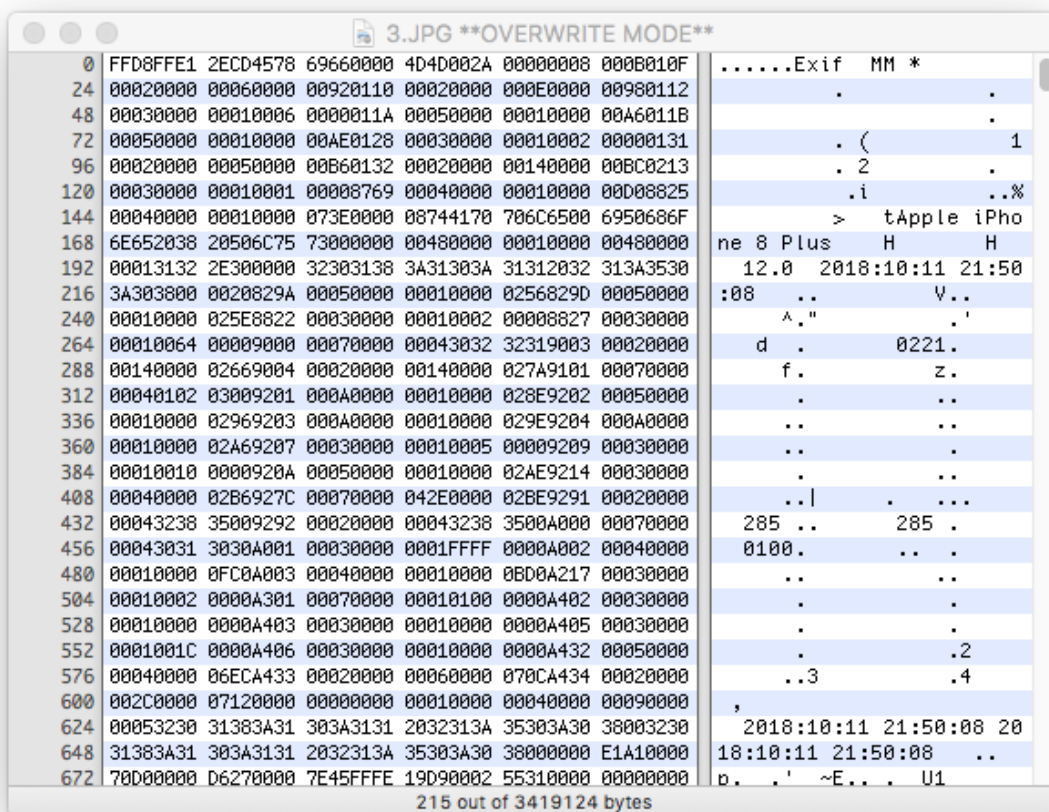 3.JPG **OVERWRITE MODE**
0 FFD8FFE1 2ECD4578 69660000 4D4D002A 00000008 000B010F ......Exif MM *
24 00020000 00060000 00920110 00020000 000E0000 00980112 . .
48 00030000 00010006 0000011A 00050000 00010000 00A6011B .
72 00050000 00010000 00AE0128 00030000 00010002 00000131 . ( 1
96 00020000 00050000 00B60132 00020000 00140000 00BC0213 . 2 .
120 00030000 00010001 00008769 00040000 00010000 00D08825 .i ..%
144 00040000 00010000 073E0000 08744170 706C6500 6950686F > tApple iPho
168 6E652038 20506C75 73000000 00480000 00010000 00480000 ne 8 Plus H H
192 00013132 2E300000 32303138 3A31303A 31312032 313A3530 12.0 2018:10:11 21:50
216 3A303800 0020829A 00050000 00010000 0256829D 00050000 :08 .. V..
240 00010000 025E8822 00030000 00010002 00008827 00030000 ^." .'
264 00010064 00009000 00070000 00043032 32319003 00020000 d . 0221.
288 00140000 02669004 00020000 00140000 027A9101 00070000 f. z.
312 00040102 03009201 000A0000 00010000 028E9202 00050000 . ..
336 00010000 02969203 000A0000 00010000 029E9204 000A0000 .. ..
360 00010000 02A69207 00030000 00010005 00009209 00030000 .. .
384 00010010 0000920A 00050000 00010000 02AE9214 00030000 . ..
408 00040000 02B6927C 00070000 042E0000 02BE9291 00020000 ..| . ...
432 00043238 35009292 00020000 00043238 3500A000 00070000 285 .. 285 .
456 00043031 3030A001 00030000 0001FFFF 0000A002 00040000 0100. .. .
480 00010000 0FC0A003 00040000 00010000 0BD0A217 00030000 .. ..
504 00010002 0000A301 00070000 00010100 0000A402 00030000 . .
528 00010000 0000A403 00030000 00010000 0000A405 00030000 . .
552 0001001C 0000A406 00030000 00010000 0000A432 00050000 . .2
576 00040000 06ECA433 00020000 00060000 070CA434 00020000 ..3 .4
600 002C0000 07120000 00000000 00010000 00040000 00090000 ,
624 00053230 31383A31 303A3131 2032313A 35303A30 38003230 2018:10:11 21:50:08 20
648 31383A31 303A3131 2032313A 35303A30 38000000 E1A10000 18:10:11 21:50:08 ..
672 70D00000 D6270000 7E45FFFE 19D90002 55310000 00000000 p. .' ~E.. . U1
215 out of 3419124 bytes